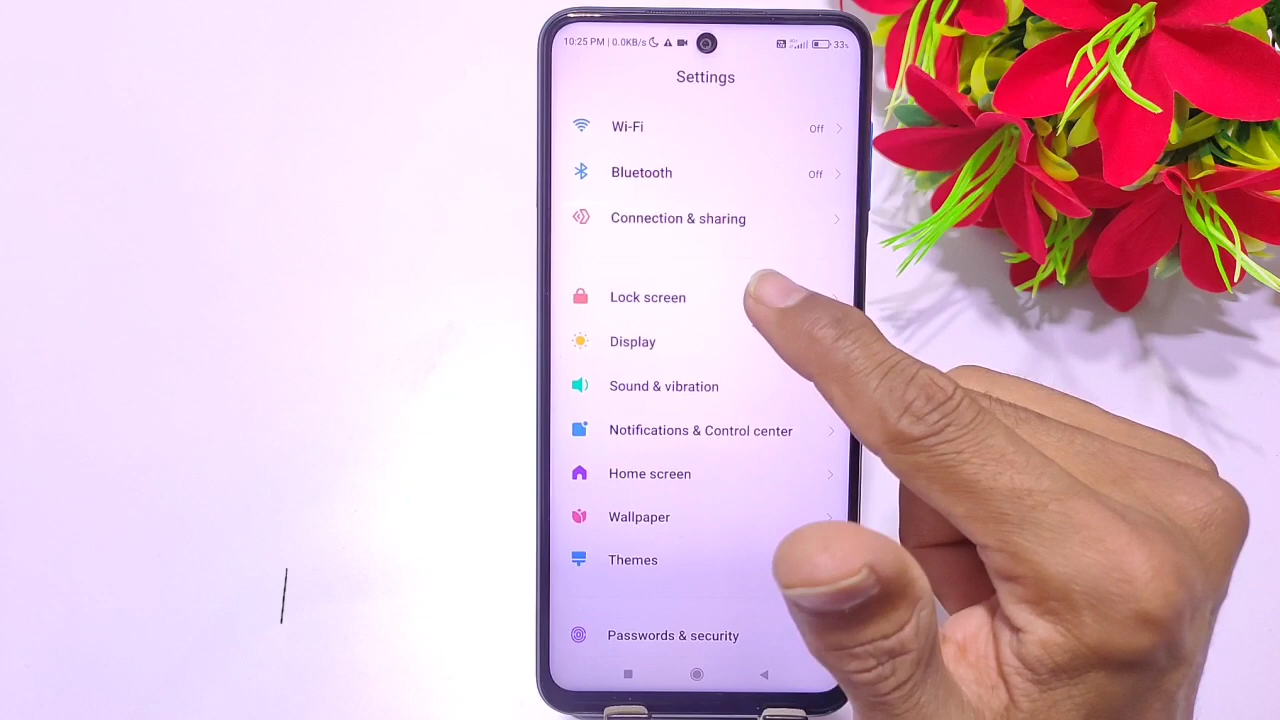 10:25 PM | 0.0KB/s 33%
Settings
Wi-Fi Off
Bluetooth Off
Connection & sharing
Lock screen
Display
Sound & vibration
Notifications & Control center
Home screen
Wallpaper
Themes
Passwords & security